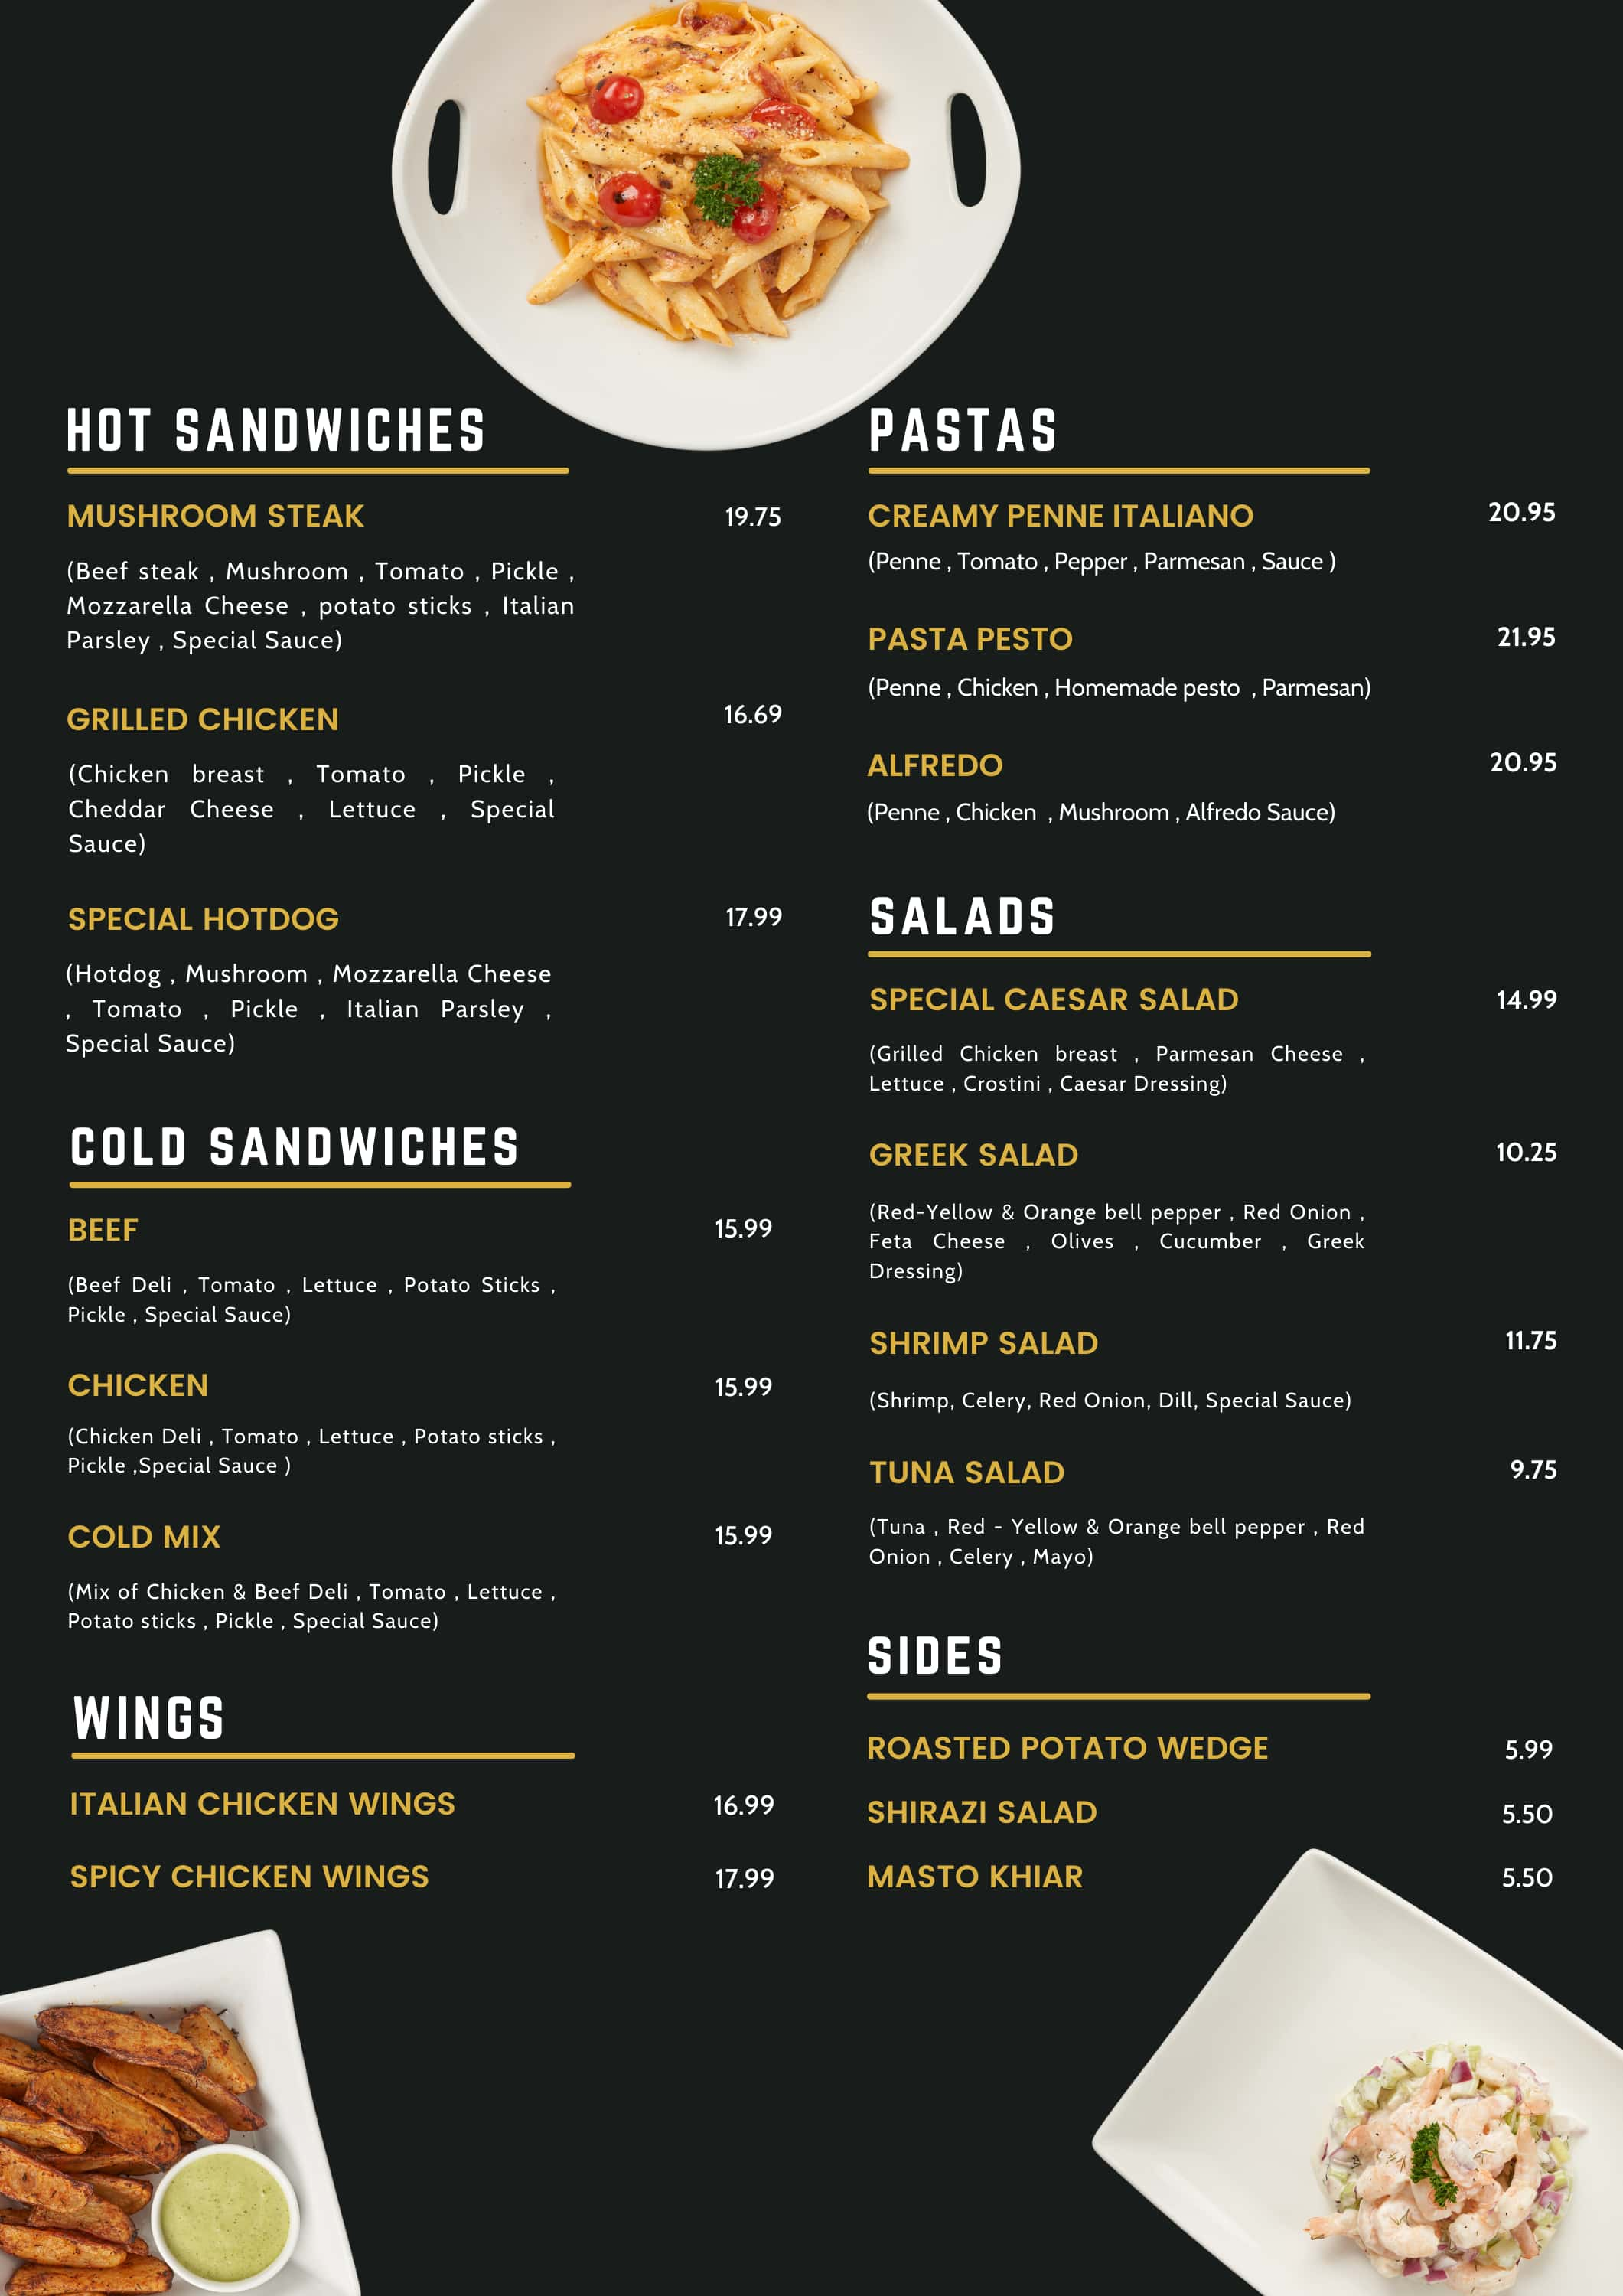 HOT SANDWICHES
MUSHROOM STEAK 19.75
(Beef steak , Mushroom , Tomato , Pickle ,
Mozzarella Cheese , potato sticks , Italian
Parsley , Special Sauce)
GRILLED CHICKEN 16.69
(Chicken breast , Tomato , Pickle ,
Cheddar Cheese , Lettuce , Special
Sauce)
SPECIAL HOTDOG 17.99
(Hotdog , Mushroom , Mozzarella Cheese
, Tomato , Pickle , Italian Parsley ,
Special Sauce)
COLD SANDWICHES
BEEF 15.99
(Beef Deli , Tomato , Lettuce , Potato Sticks ,
Pickle , Special Sauce)
CHICKEN 15.99
(Chicken Deli , Tomato , Lettuce , Potato sticks ,
Pickle ,Special Sauce )
COLD MIX 15.99
(Mix of Chicken & Beef Deli , Tomato , Lettuce ,
Potato sticks , Pickle , Special Sauce)
WINGS
ITALIAN CHICKEN WINGS 16.99
SPICY CHICKEN WINGS 17.99
PASTAS
CREAMY PENNE ITALIANO 20.95
(Penne , Tomato , Pepper , Parmesan , Sauce )
PASTA PESTO 21.95
(Penne , Chicken , Homemade pesto , Parmesan)
ALFREDO 20.95
(Penne , Chicken , Mushroom , Alfredo Sauce)
SALADS
SPECIAL CAESAR SALAD 14.99
(Grilled Chicken breast , Parmesan Cheese ,
Lettuce , Crostini , Caesar Dressing)
GREEK SALAD 10.25
(Red-Yellow & Orange bell pepper , Red Onion ,
Feta Cheese , Olives , Cucumber , Greek
Dressing)
SHRIMP SALAD 11.75
(Shrimp, Celery, Red Onion, Dill, Special Sauce)
TUNA SALAD 9.75
(Tuna , Red - Yellow & Orange bell pepper , Red
Onion , Celery , Mayo)
SIDES
ROASTED POTATO WEDGE 5.99
SHIRAZI SALAD 5.50
MASTO KHIAR 5.50